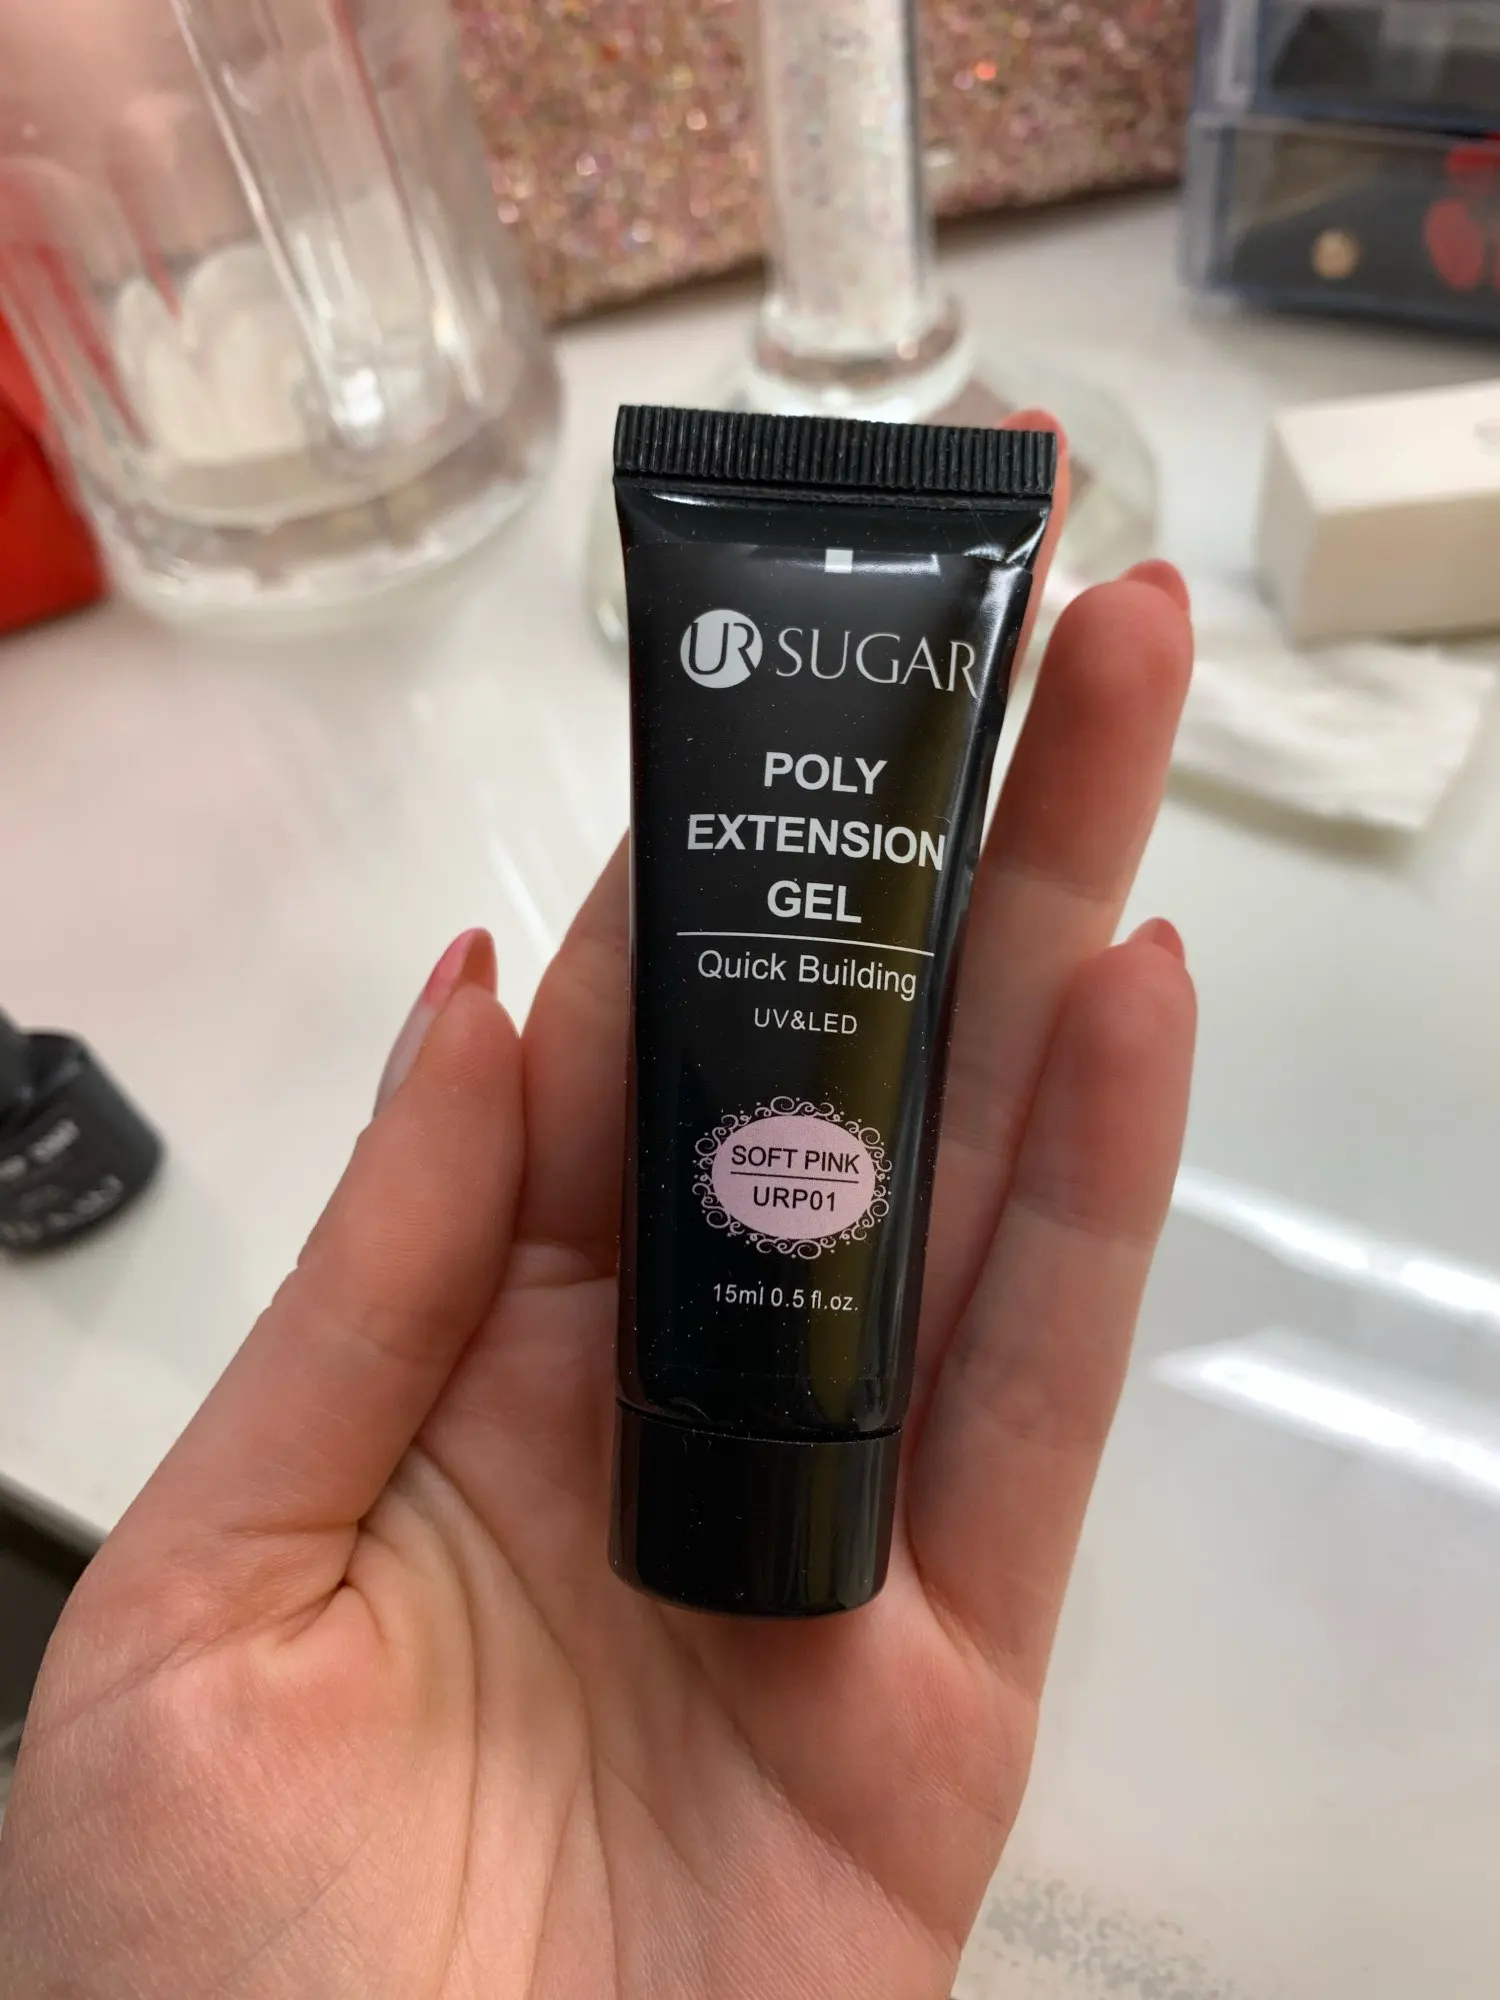 UR SUGAR
POLY
EXTENSION
GEL
Quick Building
UV&LED
SOFT PINK
URP01
15ml 0.5 fl.oz.